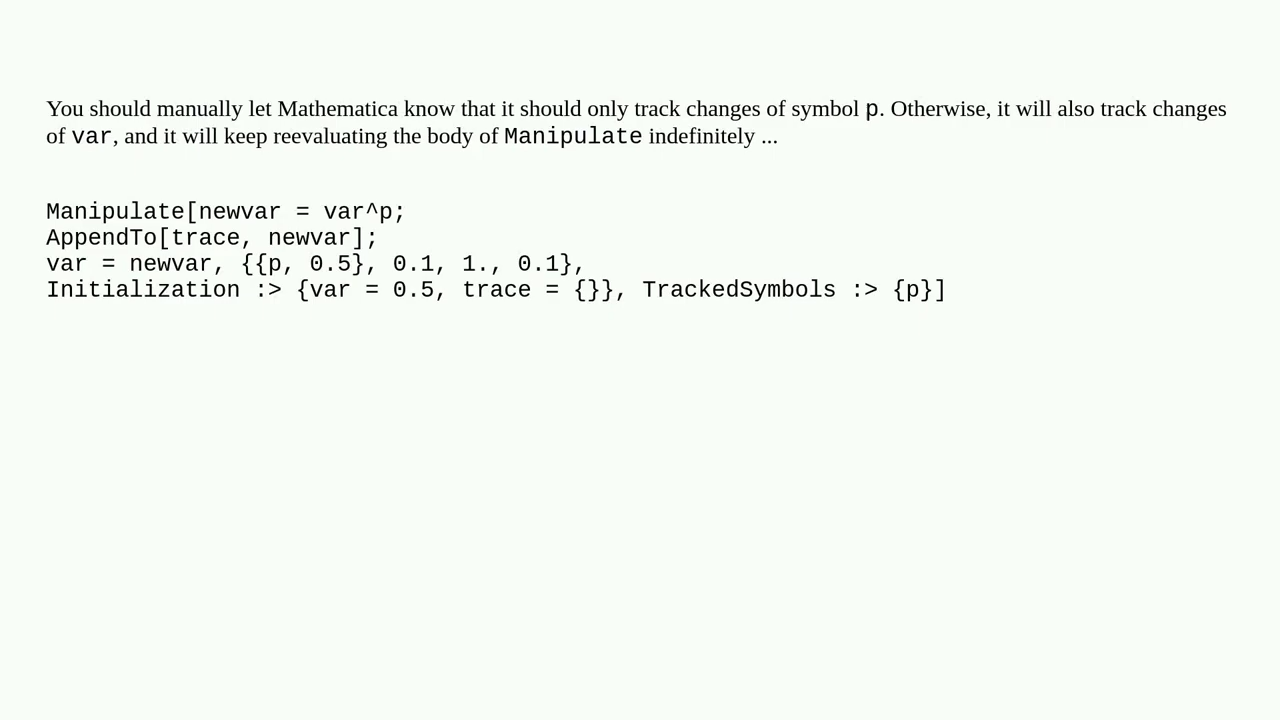 You should manually let Mathematica know that it should only track changes of symbol p. Otherwise, it will also track changes
of var, and it will keep reevaluating the body of Manipulate indefinitely ...
Manipulate[newvar = var^p;
AppendTo[trace, newvar];
var = newvar, {{p, 0.5}, 0.1, 1., 0.1},
Initialization :> {var = 0.5, trace = {}}, TrackedSymbols :> {p}]